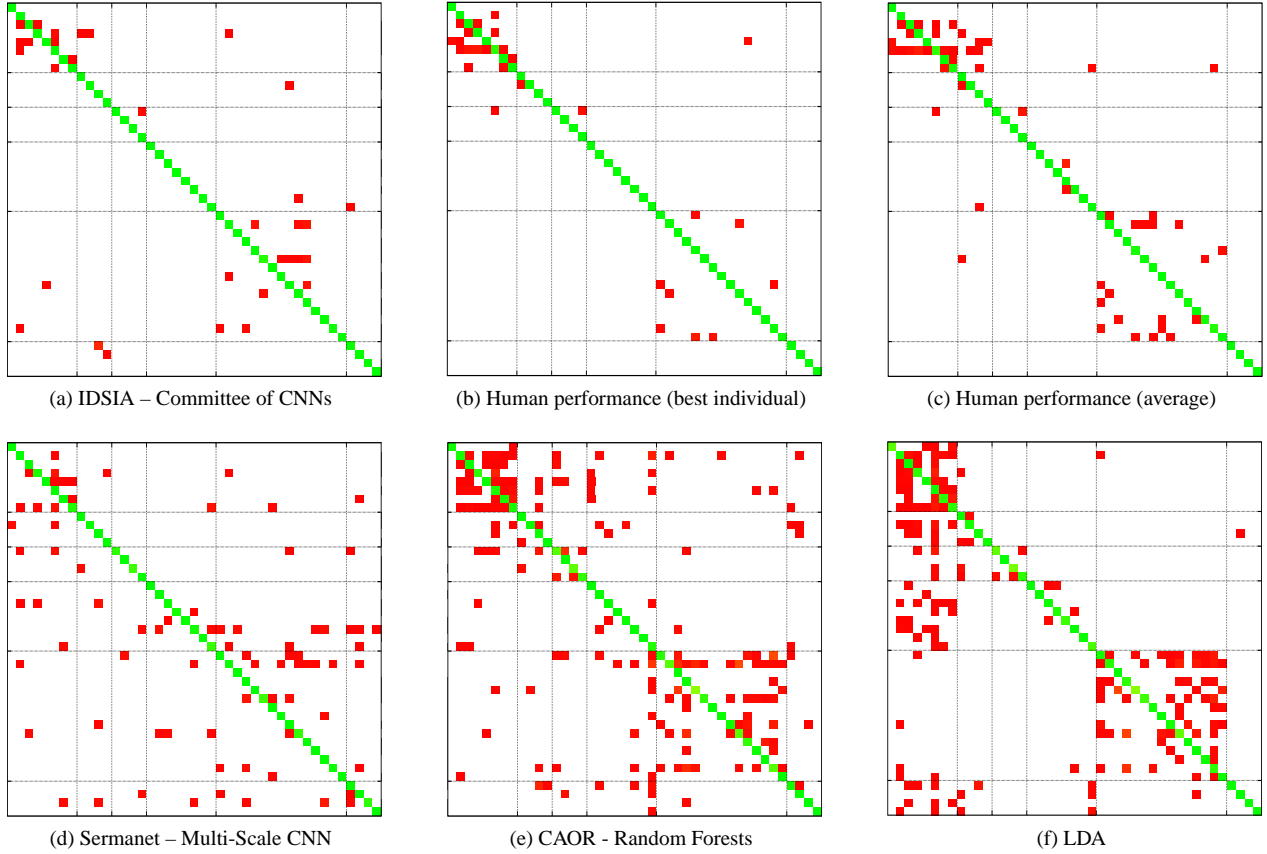 (a) IDSIA – Committee of CNNs
(b) Human performance (best individual)
(c) Human performance (average)
(d) Sermanet – Multi-Scale CNN
(e) CAOR - Random Forests
(f) LDA